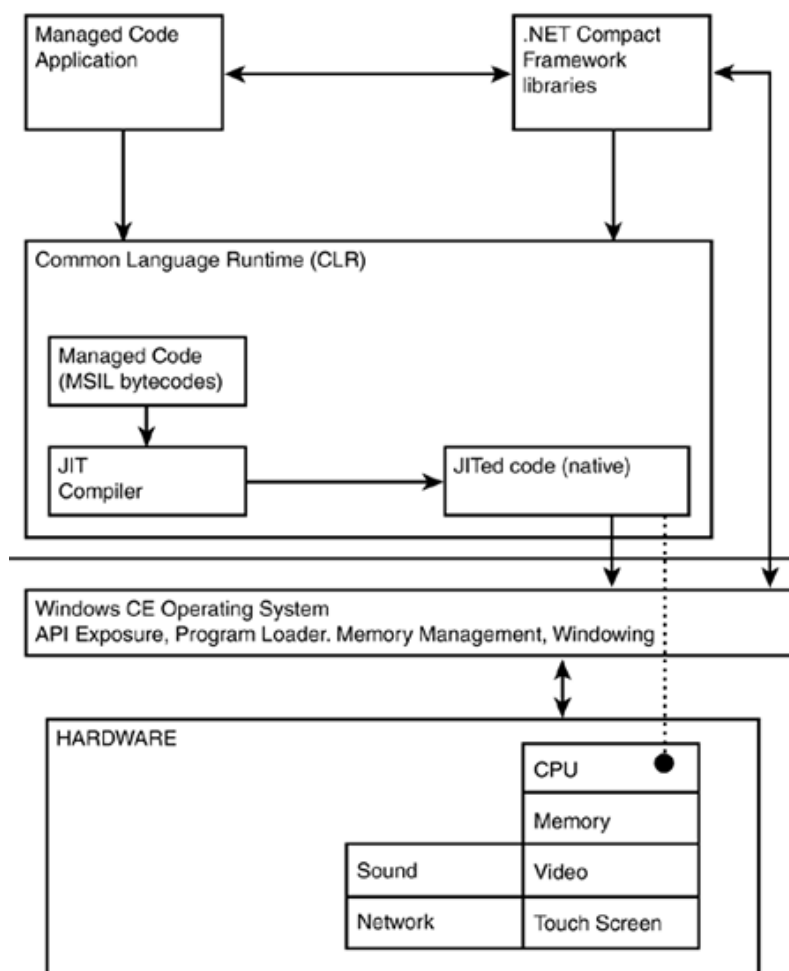 Managed Code
Application
.NET Compact
Framework
libraries
Common Language Runtime (CLR)
Managed Code
(MSIL bytecodes)
JIT
Compiler
JITed code (native)
Windows CE Operating System
API Exposure, Program Loader. Memory Management, Windowing
HARDWARE
CPU
Memory
Sound
Video
Network
Touch Screen